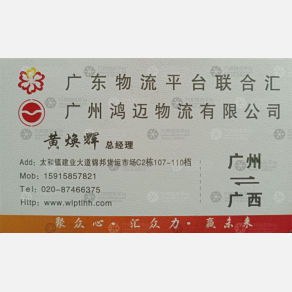 广东物流平台联合汇
广州鸿迈物流有限公司
黄焕辉 总经理
Add: 太和镇建业大道锦邦货运市场C2栋107-110档
Mob: 15915857821
Tel: 020-87466375
Http: www.wlptlhh.com
广州
广西
聚众心·汇众力·赢未来